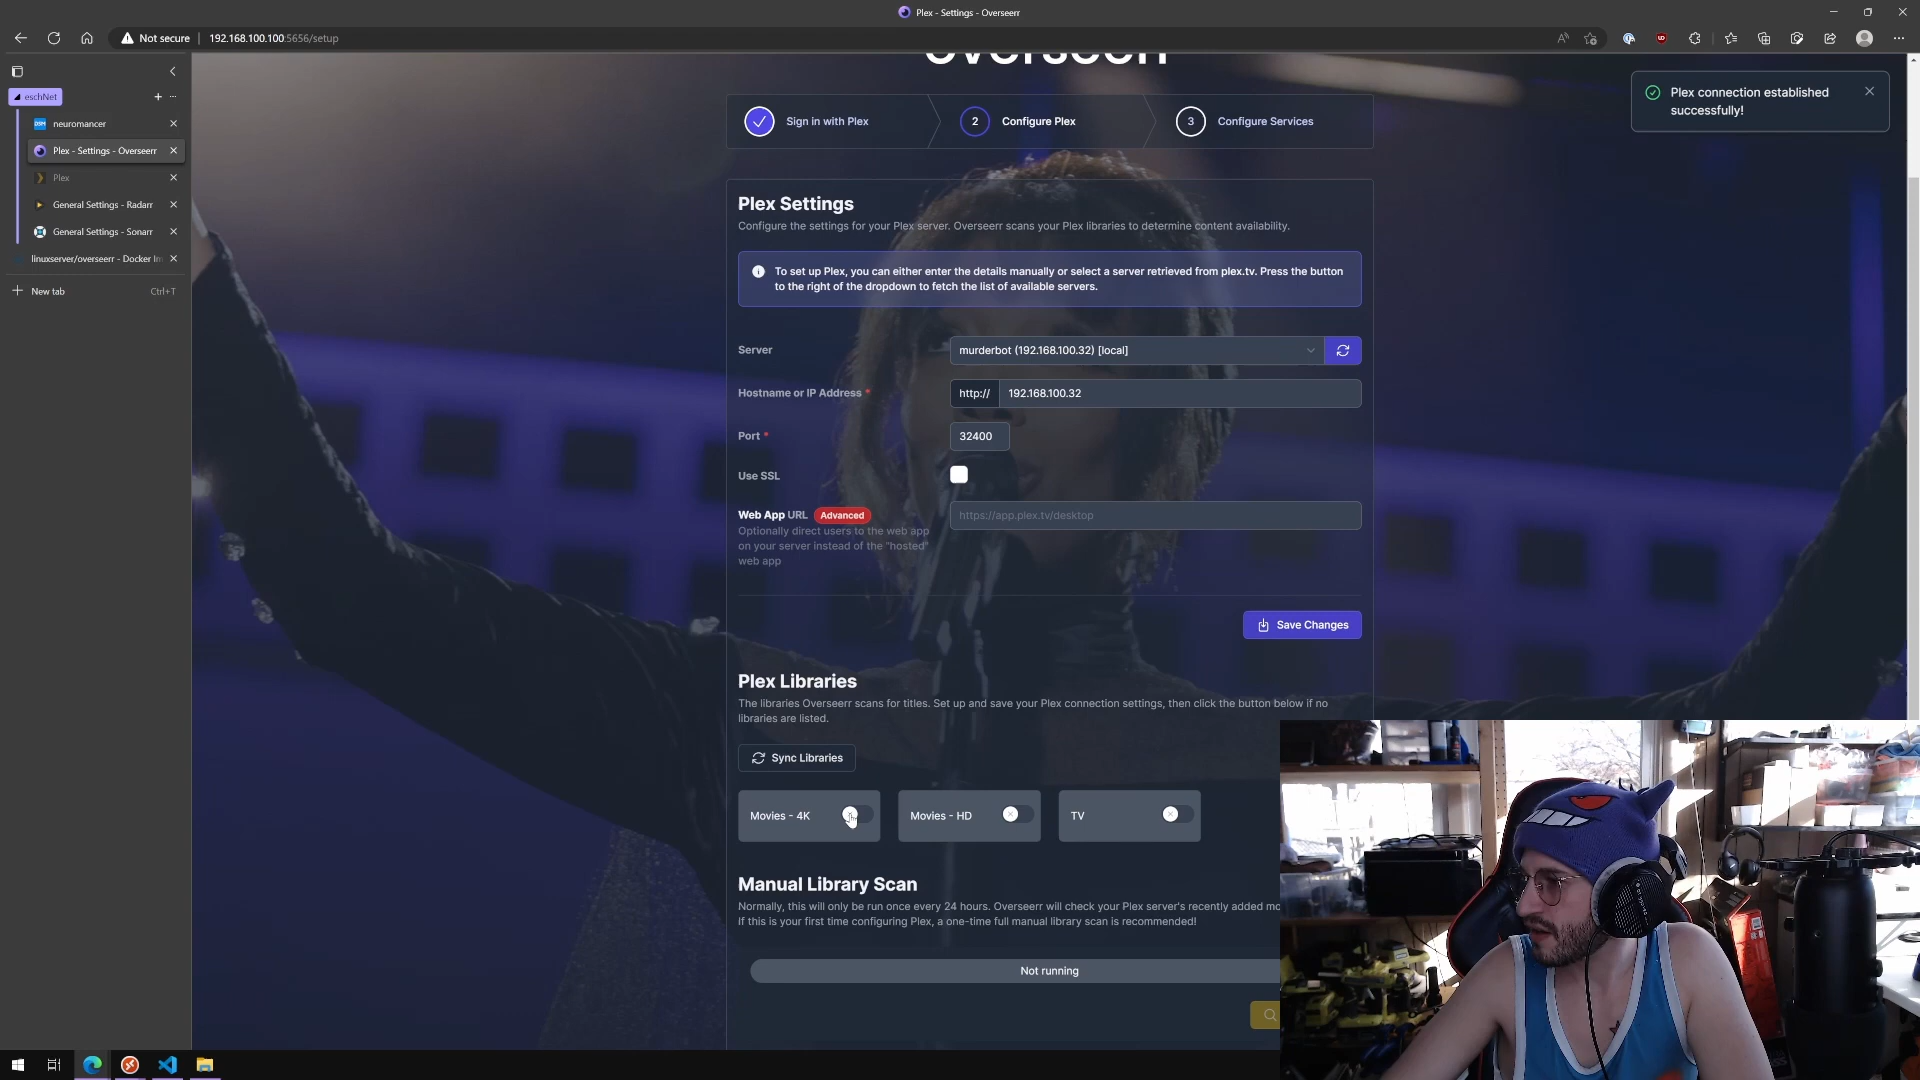 Plex - Settings - Overseerr
Not secure
192.168.100.100:5656/setup
eschNet
neuromancer
Plex - Settings - Overseerr
Plex
General Settings - Radarr
General Settings - Sonarr
linuxserver/overseerr - Docker Im
New tab
Ctrl+T
Overseerr
Plex connection established
successfully!
Sign in with Plex
2
Configure Plex
3
Configure Services
Plex Settings
Configure the settings for your Plex server. Overseerr scans your Plex libraries to determine content availability.
To set up Plex, you can either enter the details manually or select a server retrieved from plex.tv. Press the button
to the right of the dropdown to fetch the list of available servers.
Server
murderbot (192.168.100.32) [local]
Hostname or IP Address *
http://
192.168.100.32
Port *
32400
Use SSL
Web App URL
Advanced
https://app.plex.tv/desktop
Optionally direct users to the web app
on your server instead of the "hosted"
web app
Save Changes
Plex Libraries
The libraries Overseerr scans for titles. Set up and save your Plex connection settings, then click the button below if no
libraries are listed.
Sync Libraries
Movies - 4K
Movies - HD
TV
Manual Library Scan
Normally, this will only be run once every 24 hours. Overseerr will check your Plex server's recently added mo
If this is your first time configuring Plex, a one-time full manual library scan is recommended!
Not running